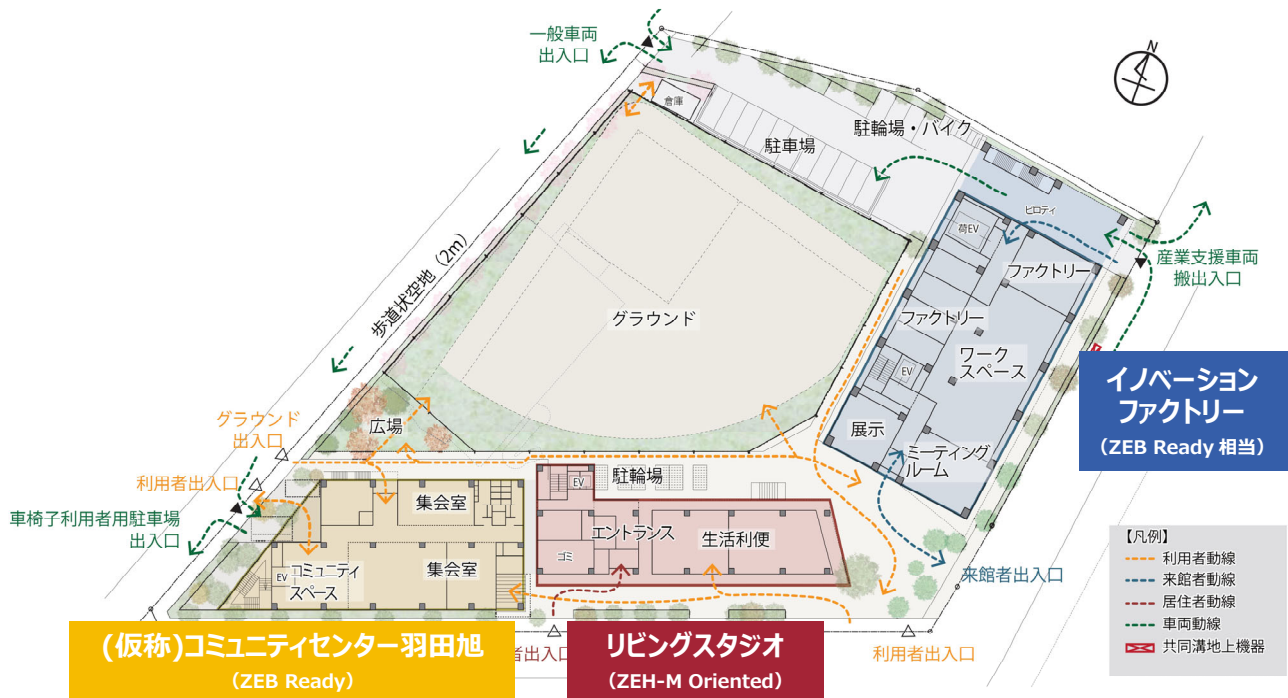 一般車両
出入口
N
倉庫
駐輪場・バイク
駐車場
ピロティ
荷EV
産業支援車両
搬出入口
ファクトリー
歩道状空地（2m）
グラウンド
ファクトリー
ワーク
スペース
EV
イノベーション
ファクトリー
（ZEB Ready 相当）
展示
ミーティング
ルーム
広場
グラウンド
出入口
利用者出入口
車椅子利用者用駐車場
出入口
集会室
EV
駐輪場
エントランス
生活利便
ゴミ
EV
コミュニティ
スペース
集会室
来館者出入口
【凡例】
利用者動線
来館者動線
居住者動線
車両動線
共同溝地上機器
(仮称)コミュニティセンター羽田旭
（ZEB Ready）
者出入口
リビングスタジオ
（ZEH-M Oriented）
利用者出入口